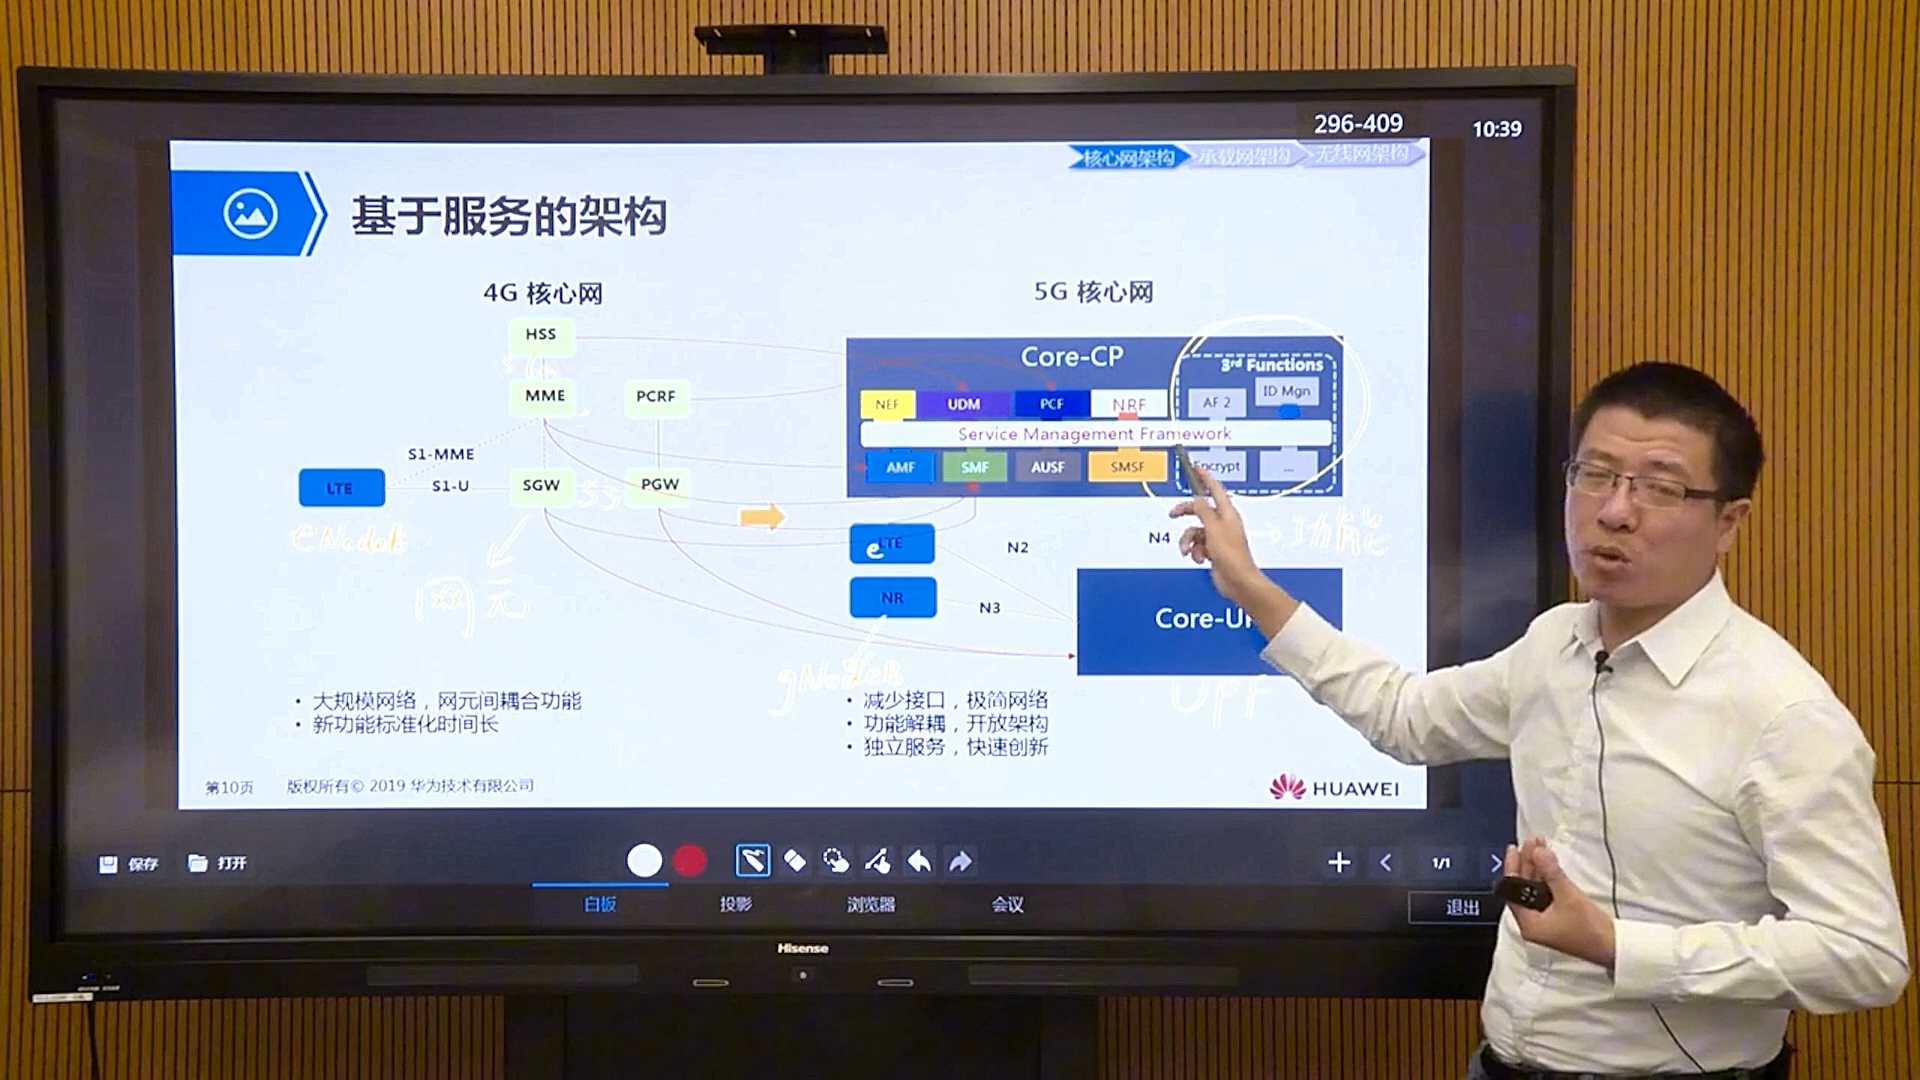 296-409
10:39
核心网架构
承载网架构
无线网架构
基于服务的架构
4G 核心网
HSS
MME
PCRF
S1-MME
S1-U
LTE
SGW
PGW
eNodeB
网元
5G 核心网
Core-CP
3rd Functions
NEF
UDM
PCF
NRF
AF 2
ID Mgn
Service Management Framework
AMF
SMF
AUSF
SMSF
Encrypt
...
e LTE
N2
N4
功能
NR
N3
Core-UP
gNodeB
UPF
• 大规模网络，网元间耦合功能
• 新功能标准化时间长
• 减少接口，极简网络
• 功能解耦，开放架构
• 独立服务，快速创新
第10页
版权所有© 2019 华为技术有限公司
HUAWEI
保存
打开
1/1
白板
投影
浏览器
会议
退出
Hisense